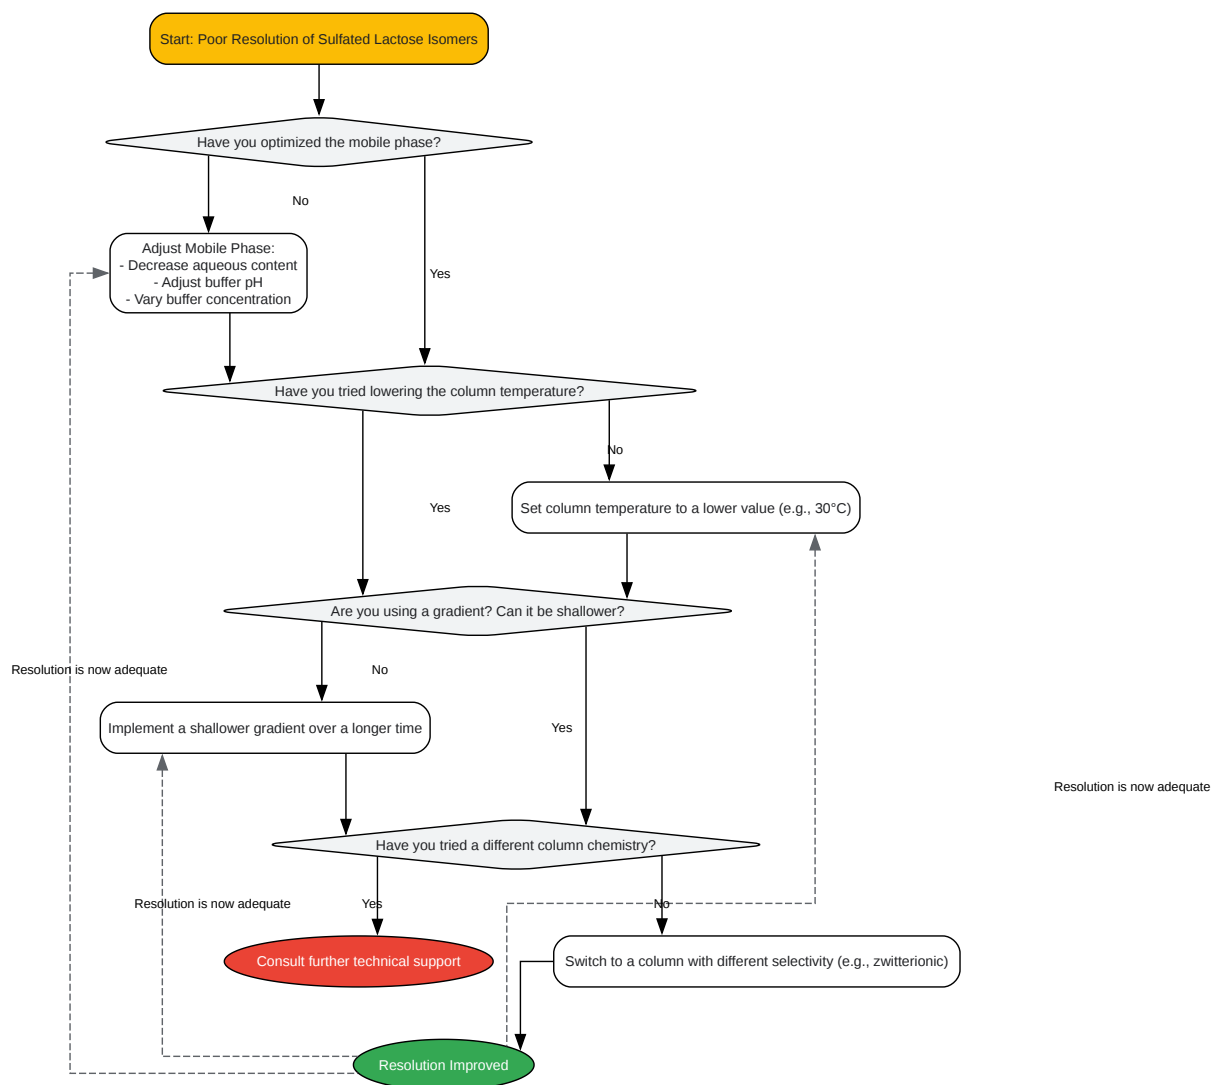 Start: Poor Resolution of Sulfated Lactose Isomers
Have you optimized the mobile phase?
No
Adjust Mobile Phase:
- Decrease aqueous content
- Adjust buffer pH
- Vary buffer concentration
Yes
Have you tried lowering the column temperature?
No
Yes
Set column temperature to a lower value (e.g., 30°C)
Are you using a gradient? Can it be shallower?
Resolution is now adequate
No
Implement a shallower gradient over a longer time
Yes
Resolution is now adequate
Have you tried a different column chemistry?
Resolution is now adequate
Yes
No
Consult further technical support
Switch to a column with different selectivity (e.g., zwitterionic)
Resolution Improved